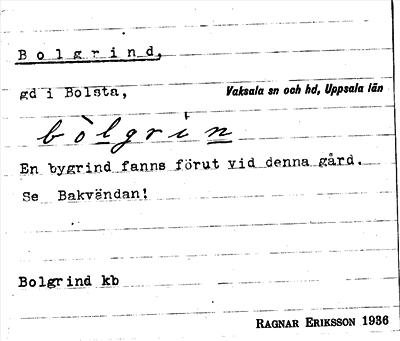 Bolgrind,
gd i Bolsta, Vaksala sn och hd, Uppsala län
bòlgrin
En bygrind fanns förut vid denna gård.
Se Bakvändan!
Bolgrind kb
RAGNAR ERIKSSON 1936